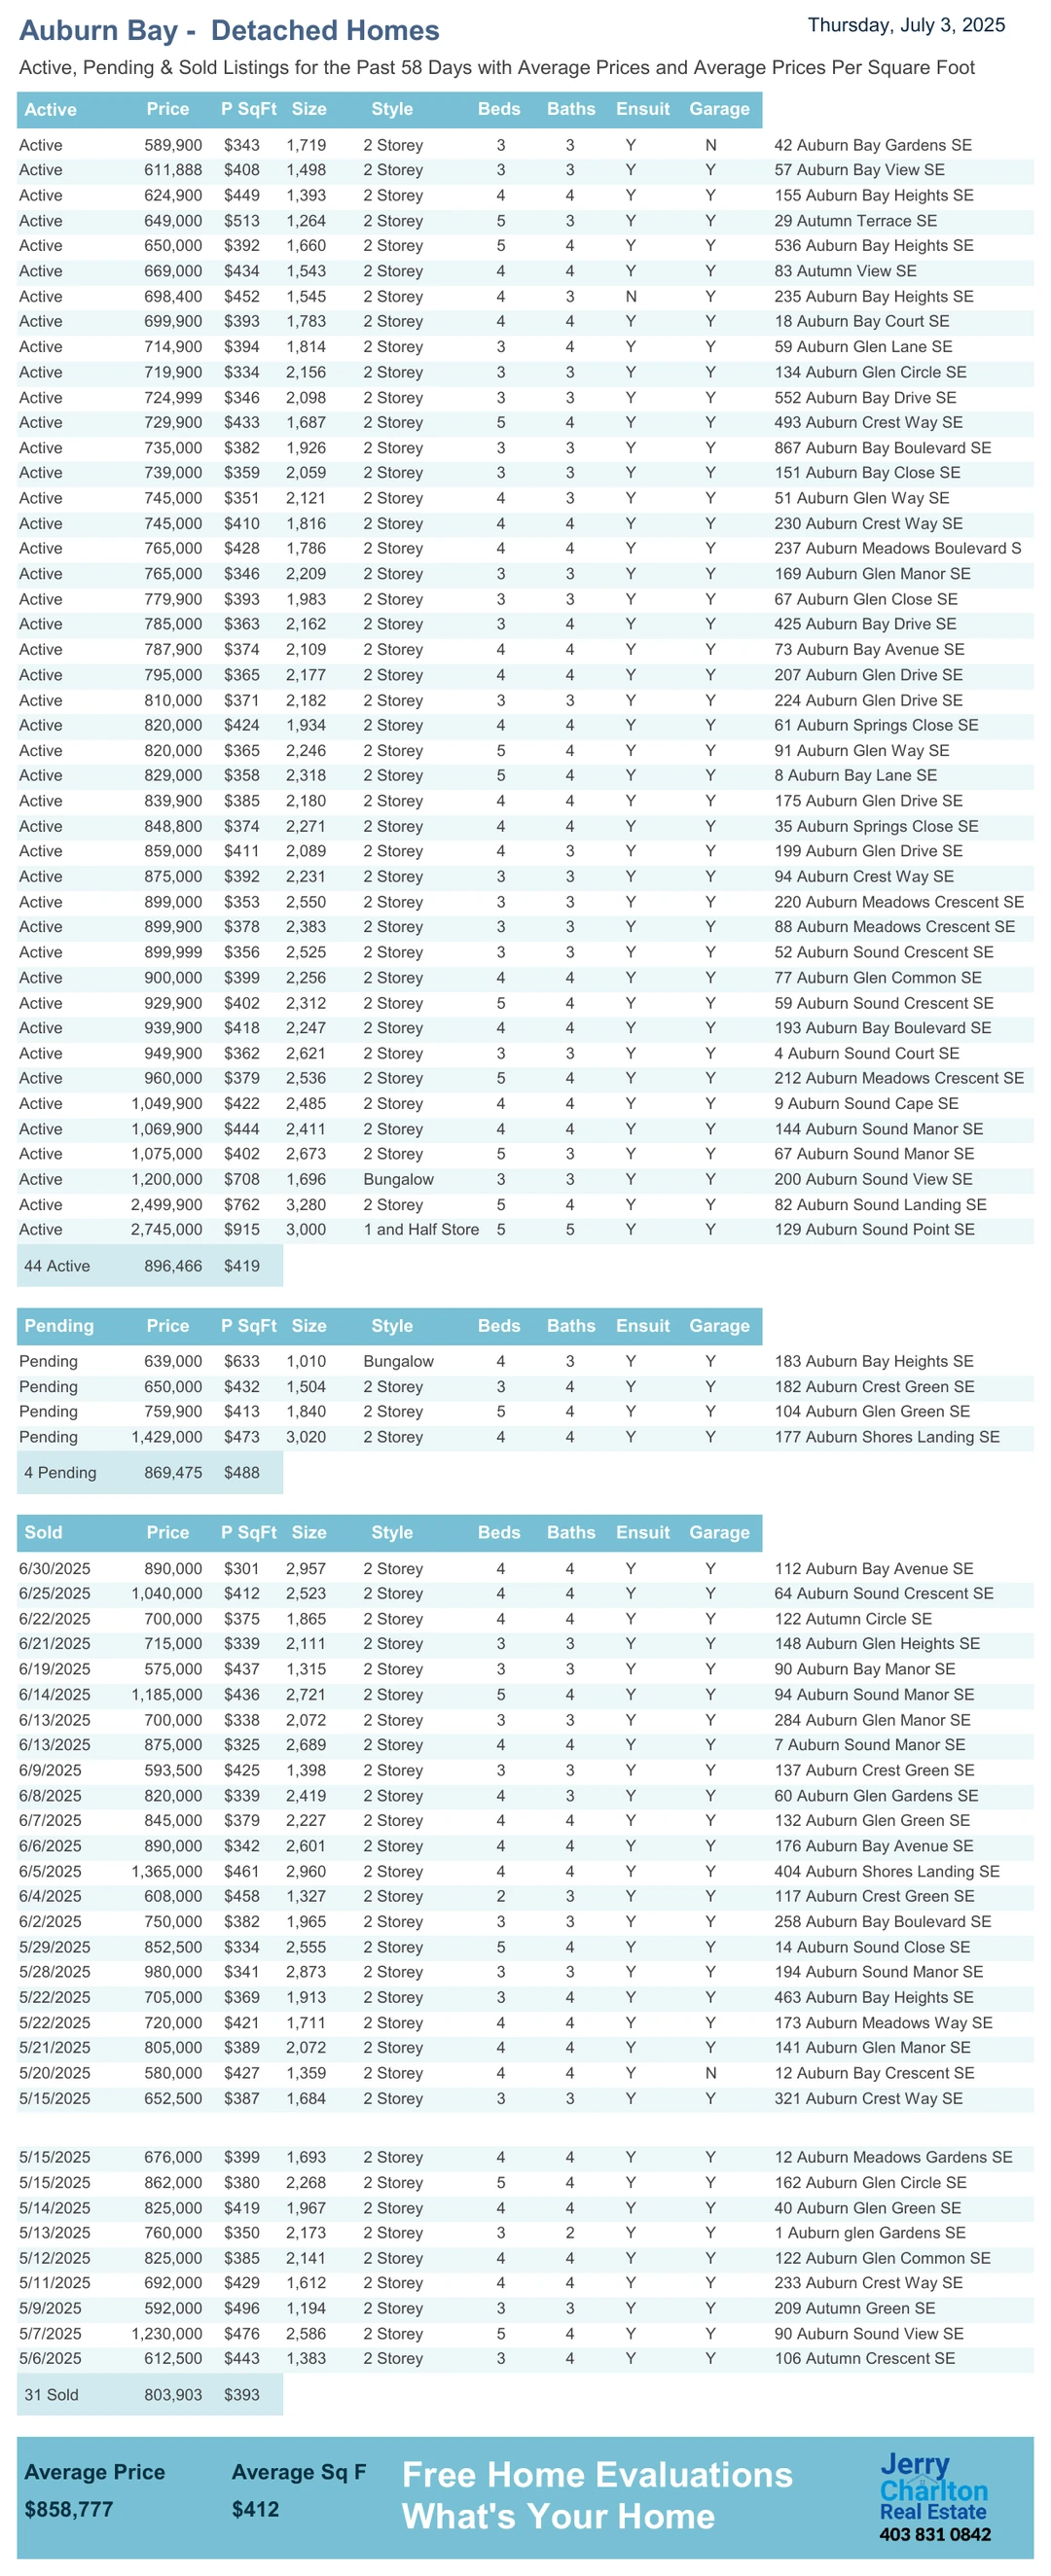 Auburn Bay - Detached Homes
Thursday, July 3, 2025
Active, Pending & Sold Listings for the Past 58 Days with Average Prices and Average Prices Per Square Foot
Active Price P SqFt Size Style Beds Baths Ensuit Garage
Active 589,900 $343 1,719 2 Storey 3 3 Y N 42 Auburn Bay Gardens SE
Active 611,888 $408 1,498 2 Storey 3 3 Y Y 57 Auburn Bay View SE
Active 624,900 $449 1,393 2 Storey 4 4 Y Y 155 Auburn Bay Heights SE
Active 649,000 $513 1,264 2 Storey 5 3 Y Y 29 Autumn Terrace SE
Active 650,000 $392 1,660 2 Storey 5 4 Y Y 536 Auburn Bay Heights SE
Active 669,000 $434 1,543 2 Storey 4 4 Y Y 83 Autumn View SE
Active 698,400 $452 1,545 2 Storey 4 3 N Y 235 Auburn Bay Heights SE
Active 699,900 $393 1,783 2 Storey 4 4 Y Y 18 Auburn Bay Court SE
Active 714,900 $394 1,814 2 Storey 3 4 Y Y 59 Auburn Glen Lane SE
Active 719,900 $334 2,156 2 Storey 3 3 Y Y 134 Auburn Glen Circle SE
Active 724,999 $346 2,098 2 Storey 3 3 Y Y 552 Auburn Bay Drive SE
Active 729,900 $433 1,687 2 Storey 5 4 Y Y 493 Auburn Crest Way SE
Active 735,000 $382 1,926 2 Storey 3 3 Y Y 867 Auburn Bay Boulevard SE
Active 739,000 $359 2,059 2 Storey 3 3 Y Y 151 Auburn Bay Close SE
Active 745,000 $351 2,121 2 Storey 4 3 Y Y 51 Auburn Glen Way SE
Active 745,000 $410 1,816 2 Storey 4 4 Y Y 230 Auburn Crest Way SE
Active 765,000 $428 1,786 2 Storey 4 4 Y Y 237 Auburn Meadows Boulevard S
Active 765,000 $346 2,209 2 Storey 3 3 Y Y 169 Auburn Glen Manor SE
Active 779,900 $393 1,983 2 Storey 3 3 Y Y 67 Auburn Glen Close SE
Active 785,000 $363 2,162 2 Storey 3 4 Y Y 425 Auburn Bay Drive SE
Active 787,900 $374 2,109 2 Storey 4 4 Y Y 73 Auburn Bay Avenue SE
Active 795,000 $365 2,177 2 Storey 4 4 Y Y 207 Auburn Glen Drive SE
Active 810,000 $371 2,182 2 Storey 3 3 Y Y 224 Auburn Glen Drive SE
Active 820,000 $424 1,934 2 Storey 4 4 Y Y 61 Auburn Springs Close SE
Active 820,000 $365 2,246 2 Storey 5 4 Y Y 91 Auburn Glen Way SE
Active 829,000 $358 2,318 2 Storey 5 4 Y Y 8 Auburn Bay Lane SE
Active 839,900 $385 2,180 2 Storey 4 4 Y Y 175 Auburn Glen Drive SE
Active 848,800 $374 2,271 2 Storey 4 4 Y Y 35 Auburn Springs Close SE
Active 859,000 $411 2,089 2 Storey 4 3 Y Y 199 Auburn Glen Drive SE
Active 875,000 $392 2,231 2 Storey 3 3 Y Y 94 Auburn Crest Way SE
Active 899,000 $353 2,550 2 Storey 3 3 Y Y 220 Auburn Meadows Crescent SE
Active 899,900 $378 2,383 2 Storey 3 3 Y Y 88 Auburn Meadows Crescent SE
Active 899,999 $356 2,525 2 Storey 3 3 Y Y 52 Auburn Sound Crescent SE
Active 900,000 $399 2,256 2 Storey 4 4 Y Y 77 Auburn Glen Common SE
Active 929,900 $402 2,312 2 Storey 5 4 Y Y 59 Auburn Sound Crescent SE
Active 939,900 $418 2,247 2 Storey 4 4 Y Y 193 Auburn Bay Boulevard SE
Active 949,900 $362 2,621 2 Storey 3 3 Y Y 4 Auburn Sound Court SE
Active 960,000 $379 2,536 2 Storey 5 4 Y Y 212 Auburn Meadows Crescent SE
Active 1,049,900 $422 2,485 2 Storey 4 4 Y Y 9 Auburn Sound Cape SE
Active 1,069,900 $444 2,411 2 Storey 4 4 Y Y 144 Auburn Sound Manor SE
Active 1,075,000 $402 2,673 2 Storey 5 3 Y Y 67 Auburn Sound Manor SE
Active 1,200,000 $708 1,696 Bungalow 3 3 Y Y 200 Auburn Sound View SE
Active 2,499,900 $762 3,280 2 Storey 5 4 Y Y 82 Auburn Sound Landing SE
Active 2,745,000 $915 3,000 1 and Half Store 5 5 Y Y 129 Auburn Sound Point SE
44 Active 896,466 $419
Pending Price P SqFt Size Style Beds Baths Ensuit Garage
Pending 639,000 $633 1,010 Bungalow 4 3 Y Y 183 Auburn Bay Heights SE
Pending 650,000 $432 1,504 2 Storey 3 4 Y Y 182 Auburn Crest Green SE
Pending 759,900 $413 1,840 2 Storey 5 4 Y Y 104 Auburn Glen Green SE
Pending 1,429,000 $473 3,020 2 Storey 4 4 Y Y 177 Auburn Shores Landing SE
4 Pending 869,475 $488
Sold Price P SqFt Size Style Beds Baths Ensuit Garage
6/30/2025 890,000 $301 2,957 2 Storey 4 4 Y Y 112 Auburn Bay Avenue SE
6/25/2025 1,040,000 $412 2,523 2 Storey 4 4 Y Y 64 Auburn Sound Crescent SE
6/22/2025 700,000 $375 1,865 2 Storey 4 4 Y Y 122 Autumn Circle SE
6/21/2025 715,000 $339 2,111 2 Storey 3 3 Y Y 148 Auburn Glen Heights SE
6/19/2025 575,000 $437 1,315 2 Storey 3 3 Y Y 90 Auburn Bay Manor SE
6/14/2025 1,185,000 $436 2,721 2 Storey 5 4 Y Y 94 Auburn Sound Manor SE
6/13/2025 700,000 $338 2,072 2 Storey 3 3 Y Y 284 Auburn Glen Manor SE
6/13/2025 875,000 $325 2,689 2 Storey 4 4 Y Y 7 Auburn Sound Manor SE
6/9/2025 593,500 $425 1,398 2 Storey 3 3 Y Y 137 Auburn Crest Green SE
6/8/2025 820,000 $339 2,419 2 Storey 4 3 Y Y 60 Auburn Glen Gardens SE
6/7/2025 845,000 $379 2,227 2 Storey 4 4 Y Y 132 Auburn Glen Green SE
6/6/2025 890,000 $342 2,601 2 Storey 4 4 Y Y 176 Auburn Bay Avenue SE
6/5/2025 1,365,000 $461 2,960 2 Storey 4 4 Y Y 404 Auburn Shores Landing SE
6/4/2025 608,000 $458 1,327 2 Storey 2 3 Y Y 117 Auburn Crest Green SE
6/2/2025 750,000 $382 1,965 2 Storey 3 3 Y Y 258 Auburn Bay Boulevard SE
5/29/2025 852,500 $334 2,555 2 Storey 5 4 Y Y 14 Auburn Sound Close SE
5/28/2025 980,000 $341 2,873 2 Storey 3 3 Y Y 194 Auburn Sound Manor SE
5/22/2025 705,000 $369 1,913 2 Storey 3 4 Y Y 463 Auburn Bay Heights SE
5/22/2025 720,000 $421 1,711 2 Storey 4 4 Y Y 173 Auburn Meadows Way SE
5/21/2025 805,000 $389 2,072 2 Storey 4 4 Y Y 141 Auburn Glen Manor SE
5/20/2025 580,000 $427 1,359 2 Storey 4 4 Y N 12 Auburn Bay Crescent SE
5/15/2025 652,500 $387 1,684 2 Storey 3 3 Y Y 321 Auburn Crest Way SE
5/15/2025 676,000 $399 1,693 2 Storey 4 4 Y Y 12 Auburn Meadows Gardens SE
5/15/2025 862,000 $380 2,268 2 Storey 5 4 Y Y 162 Auburn Glen Circle SE
5/14/2025 825,000 $419 1,967 2 Storey 4 4 Y Y 40 Auburn Glen Green SE
5/13/2025 760,000 $350 2,173 2 Storey 3 2 Y Y 1 Auburn glen Gardens SE
5/12/2025 825,000 $385 2,141 2 Storey 4 4 Y Y 122 Auburn Glen Common SE
5/11/2025 692,000 $429 1,612 2 Storey 4 4 Y Y 233 Auburn Crest Way SE
5/9/2025 592,000 $496 1,194 2 Storey 3 3 Y Y 209 Autumn Green SE
5/7/2025 1,230,000 $476 2,586 2 Storey 5 4 Y Y 90 Auburn Sound View SE
5/6/2025 612,500 $443 1,383 2 Storey 3 4 Y Y 106 Autumn Crescent SE
31 Sold 803,903 $393
Average Price Average Sq F
$858,777 $412
Free Home Evaluations
What's Your Home
Jerry
Charlton
Real Estate
403 831 0842